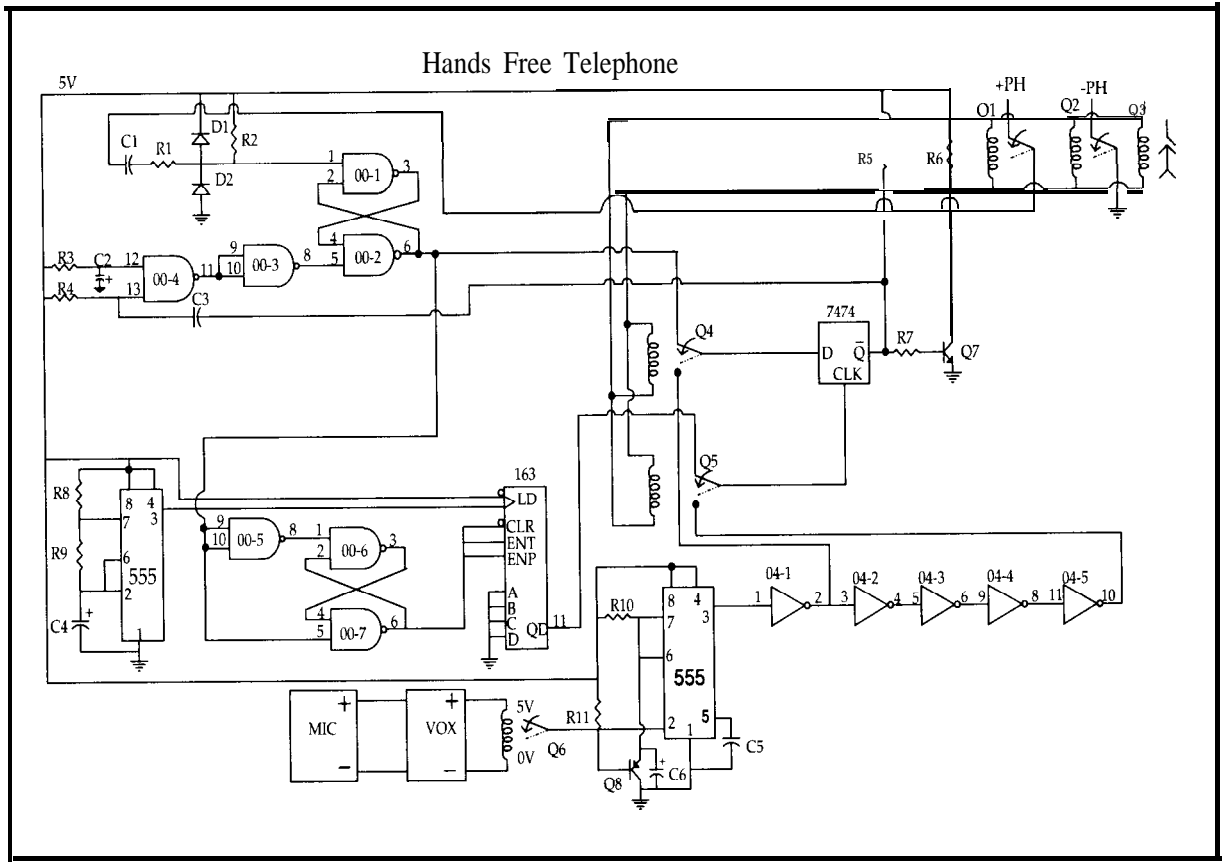 Hands Free Telephone
5V
+PH
-PH
Q1
Q2
Q3
D1
C1
R1
R2
D2
1
2
00-1
3
R5
R6
4
5
00-2
6
R3
C2
+
12
00-4
11
9
10
00-3
8
R4
13
C3
7474
Q4
D
Q̅
CLK
R7
Q7
Q5
163
R8
8
4
3
7
R9
6
555
2
C4
+
1
9
10
00-5
8
1
2
00-6
3
4
5
00-7
6
LD
CLR
ENT
ENP
A
B
C
D
QD
11
R10
8
4
3
7
6
555
2
5
1
C5
1
04-1
2
3
04-2
4
5
04-3
6
9
04-4
8
11
04-5
10
MIC
+
−
VOX
+
−
5V
0V
Q6
R11
Q8
+
C6